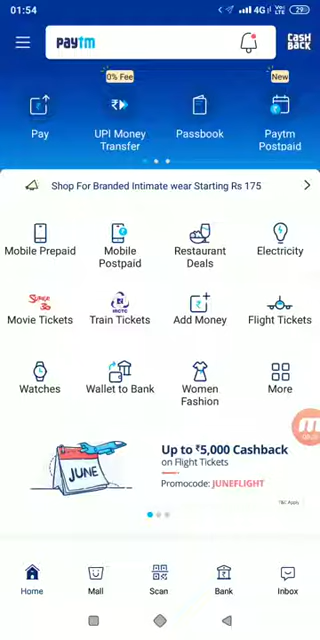 01:54
4G
29
paytm
CASH
BACK
0% Fee
New
Pay
UPI Money
Transfer
Passbook
Paytm
Postpaid
Shop For Branded Intimate wear Starting Rs 175
Mobile Prepaid
Mobile
Postpaid
Restaurant
Deals
Electricity
Movie Tickets
IRCTC
Train Tickets
Add Money
Flight Tickets
Watches
Wallet to Bank
Women
Fashion
More
JUNE
Up to ₹5,000 Cashback
on Flight Tickets
Promocode: JUNEFLIGHT
T&C Apply
Home
Mall
Scan
Bank
Inbox